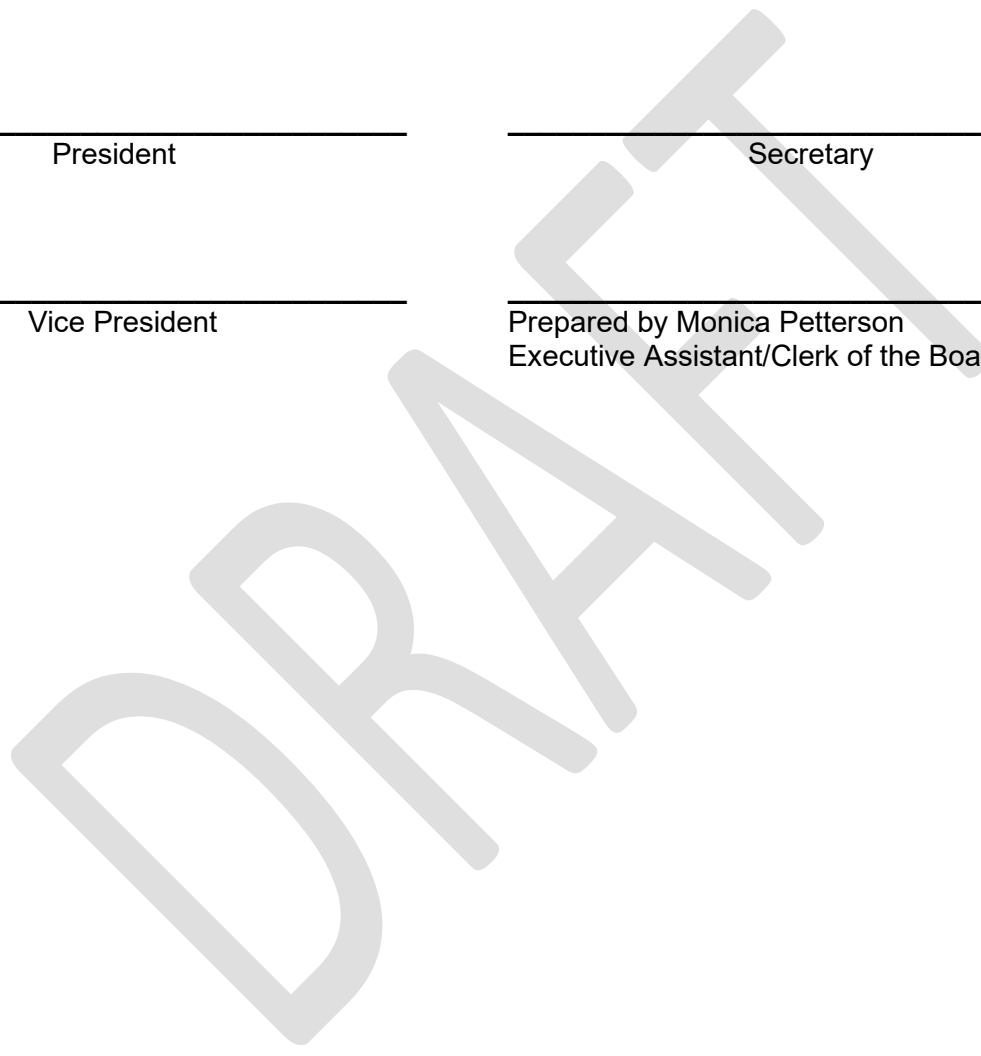 President
Secretary
Vice President
Prepared by Monica Petterson
Executive Assistant/Clerk of the Boa
DRAFT